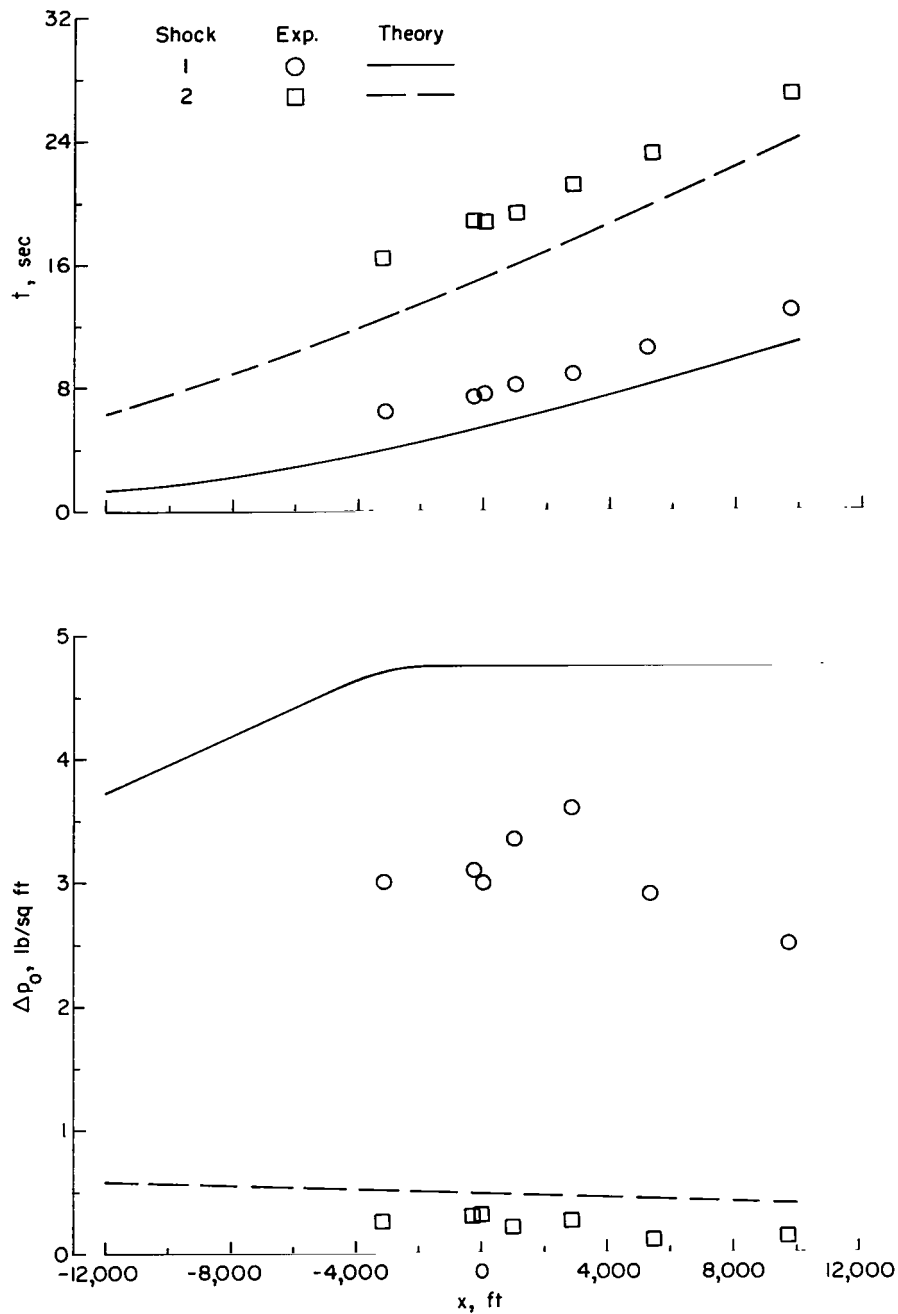 32
24
16
8
0
t, sec
Shock Exp. Theory
1
2
5
4
3
2
1
0
Δp₀, lb/sq ft
-12,000 -8,000 -4,000 0 4,000 8,000 12,000
x, ft